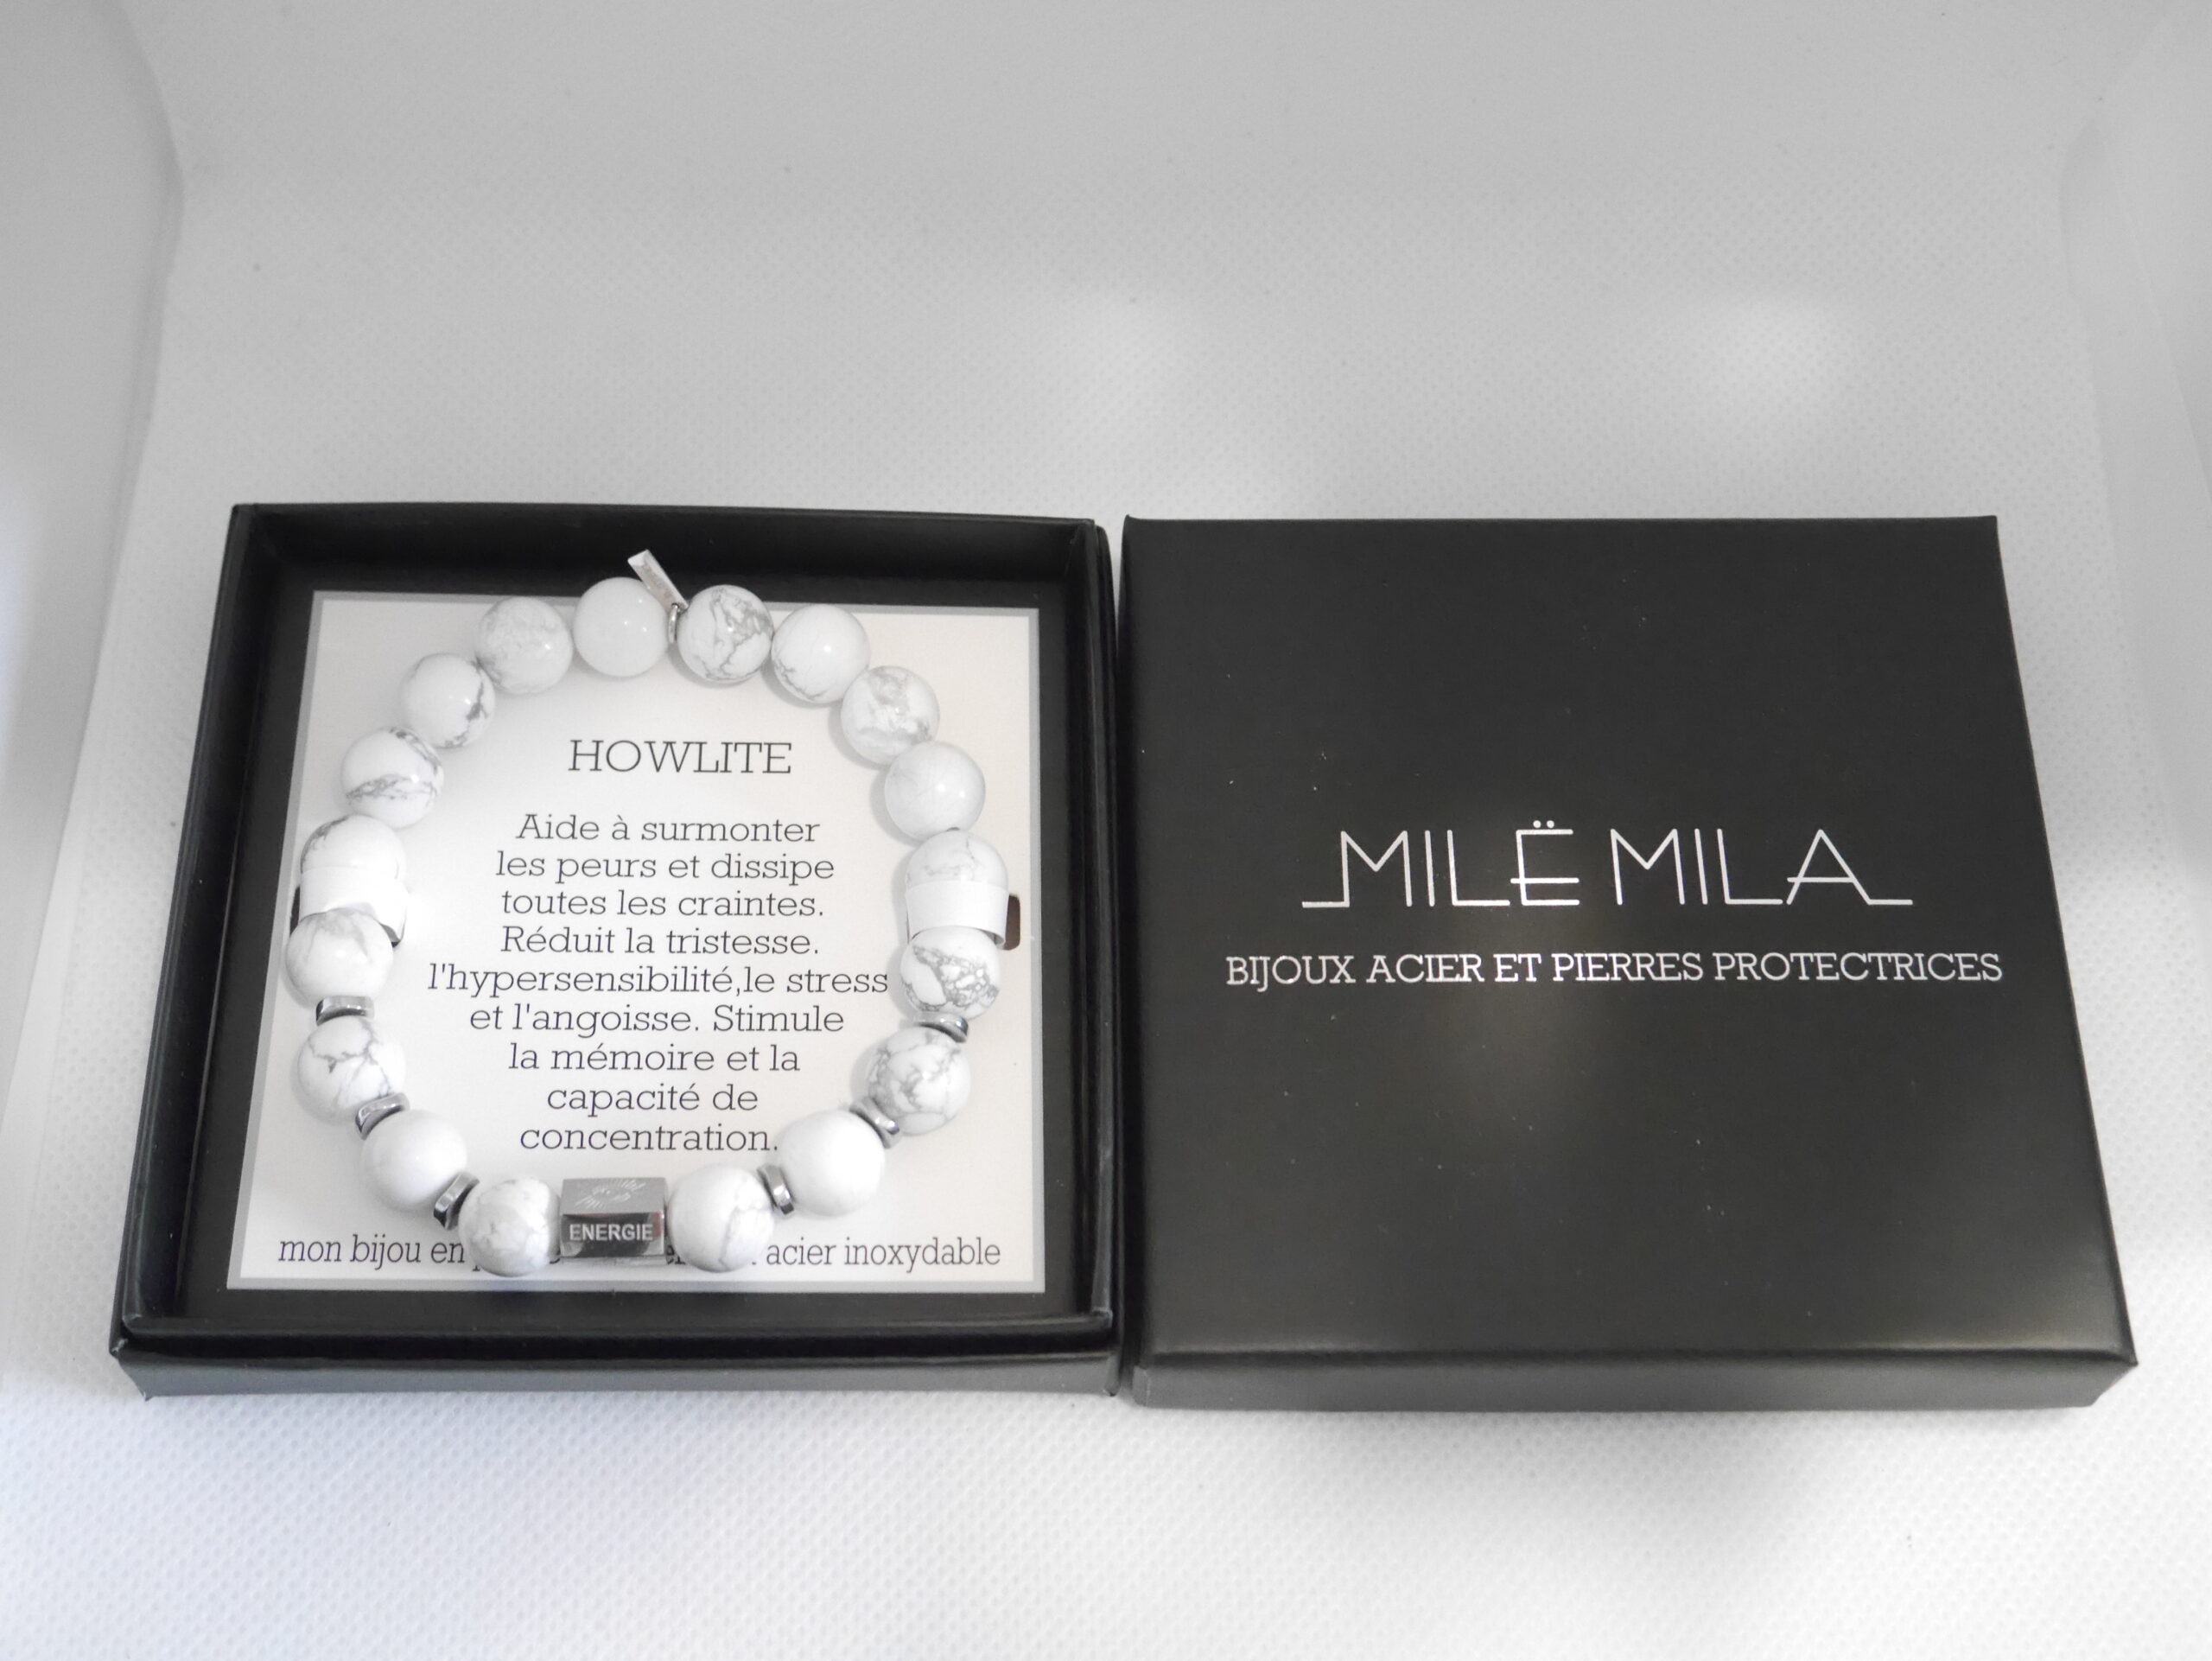 HOWLITE
Aide à surmonter
les peurs et dissipe
toutes les craintes.
Réduit la tristesse.
l'hypersensibilité,le stress
et l'angoisse. Stimule
la mémoire et la
capacité de
concentration.
ENERGIE
mon bijou en acier inoxydable
MILË MILA
BIJOUX ACIER ET PIERRES PROTECTRICES